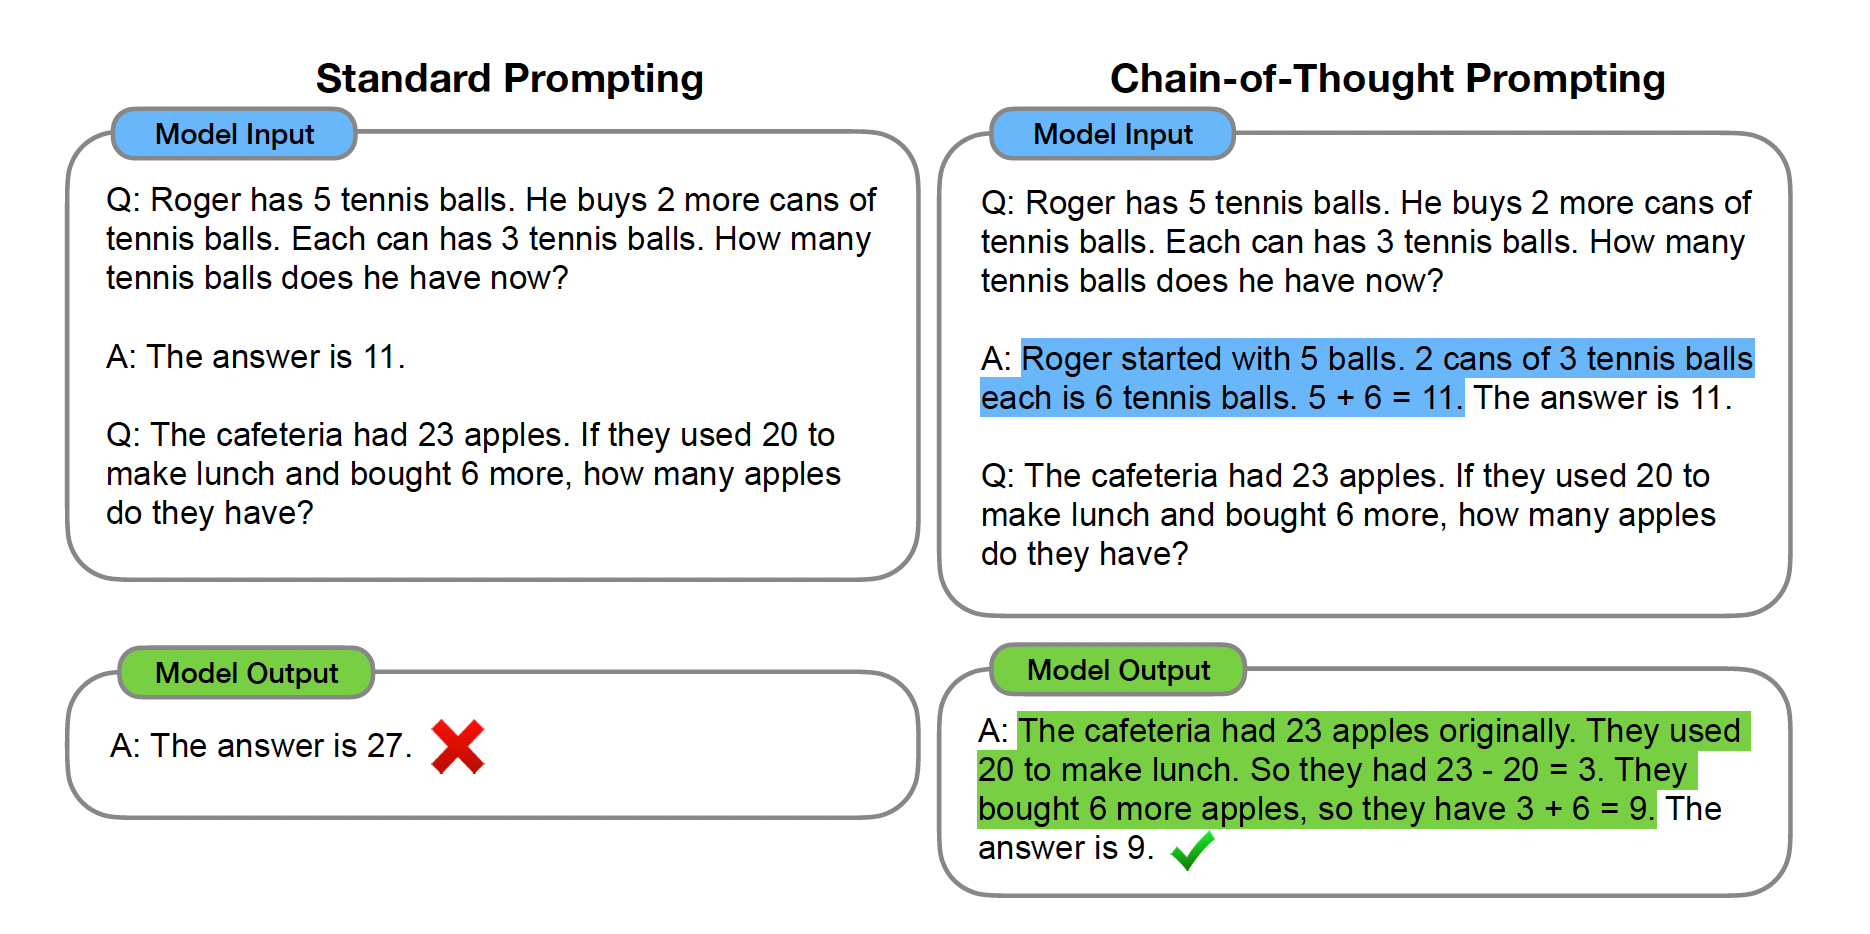 Standard Prompting
Model Input
Q: Roger has 5 tennis balls. He buys 2 more cans of
tennis balls. Each can has 3 tennis balls. How many
tennis balls does he have now?
A: The answer is 11.
Q: The cafeteria had 23 apples. If they used 20 to
make lunch and bought 6 more, how many apples
do they have?
Model Output
A: The answer is 27.
Chain-of-Thought Prompting
Model Input
Q: Roger has 5 tennis balls. He buys 2 more cans of
tennis balls. Each can has 3 tennis balls. How many
tennis balls does he have now?
A: Roger started with 5 balls. 2 cans of 3 tennis balls
each is 6 tennis balls. 5 + 6 = 11. The answer is 11.
Q: The cafeteria had 23 apples. If they used 20 to
make lunch and bought 6 more, how many apples
do they have?
Model Output
A: The cafeteria had 23 apples originally. They used
20 to make lunch. So they had 23 - 20 = 3. They
bought 6 more apples, so they have 3 + 6 = 9. The
answer is 9.